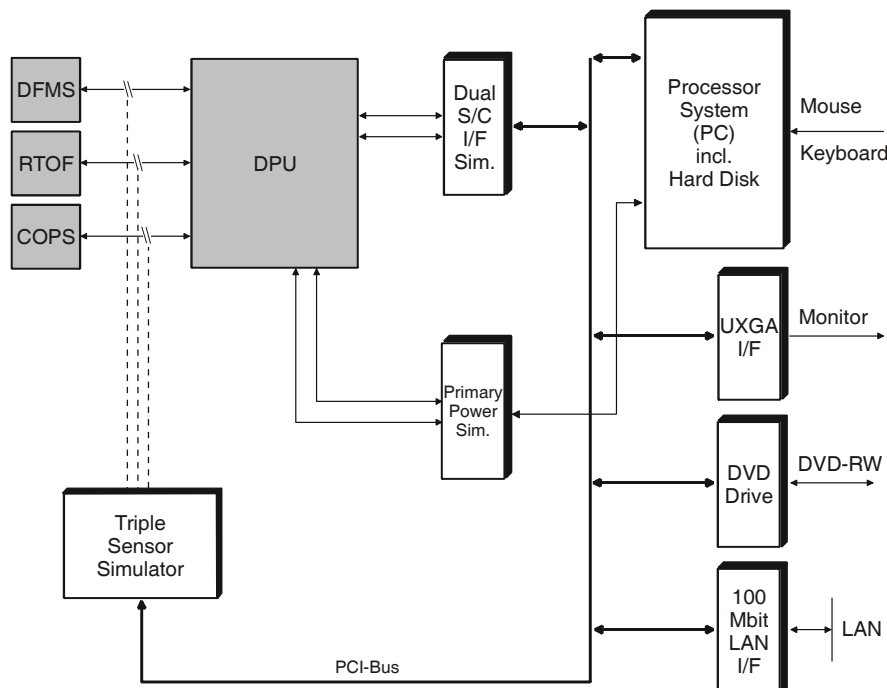 DFMS
RTOF
COPS
DPU
Dual
S/C
I/F
Sim.
Processor
System
(PC)
incl.
Hard Disk
Mouse
Keyboard
UXGA
I/F
Monitor
Primary
Power
Sim.
DVD
Drive
DVD-RW
Triple
Sensor
Simulator
100
Mbit
LAN
I/F
LAN
PCI-Bus